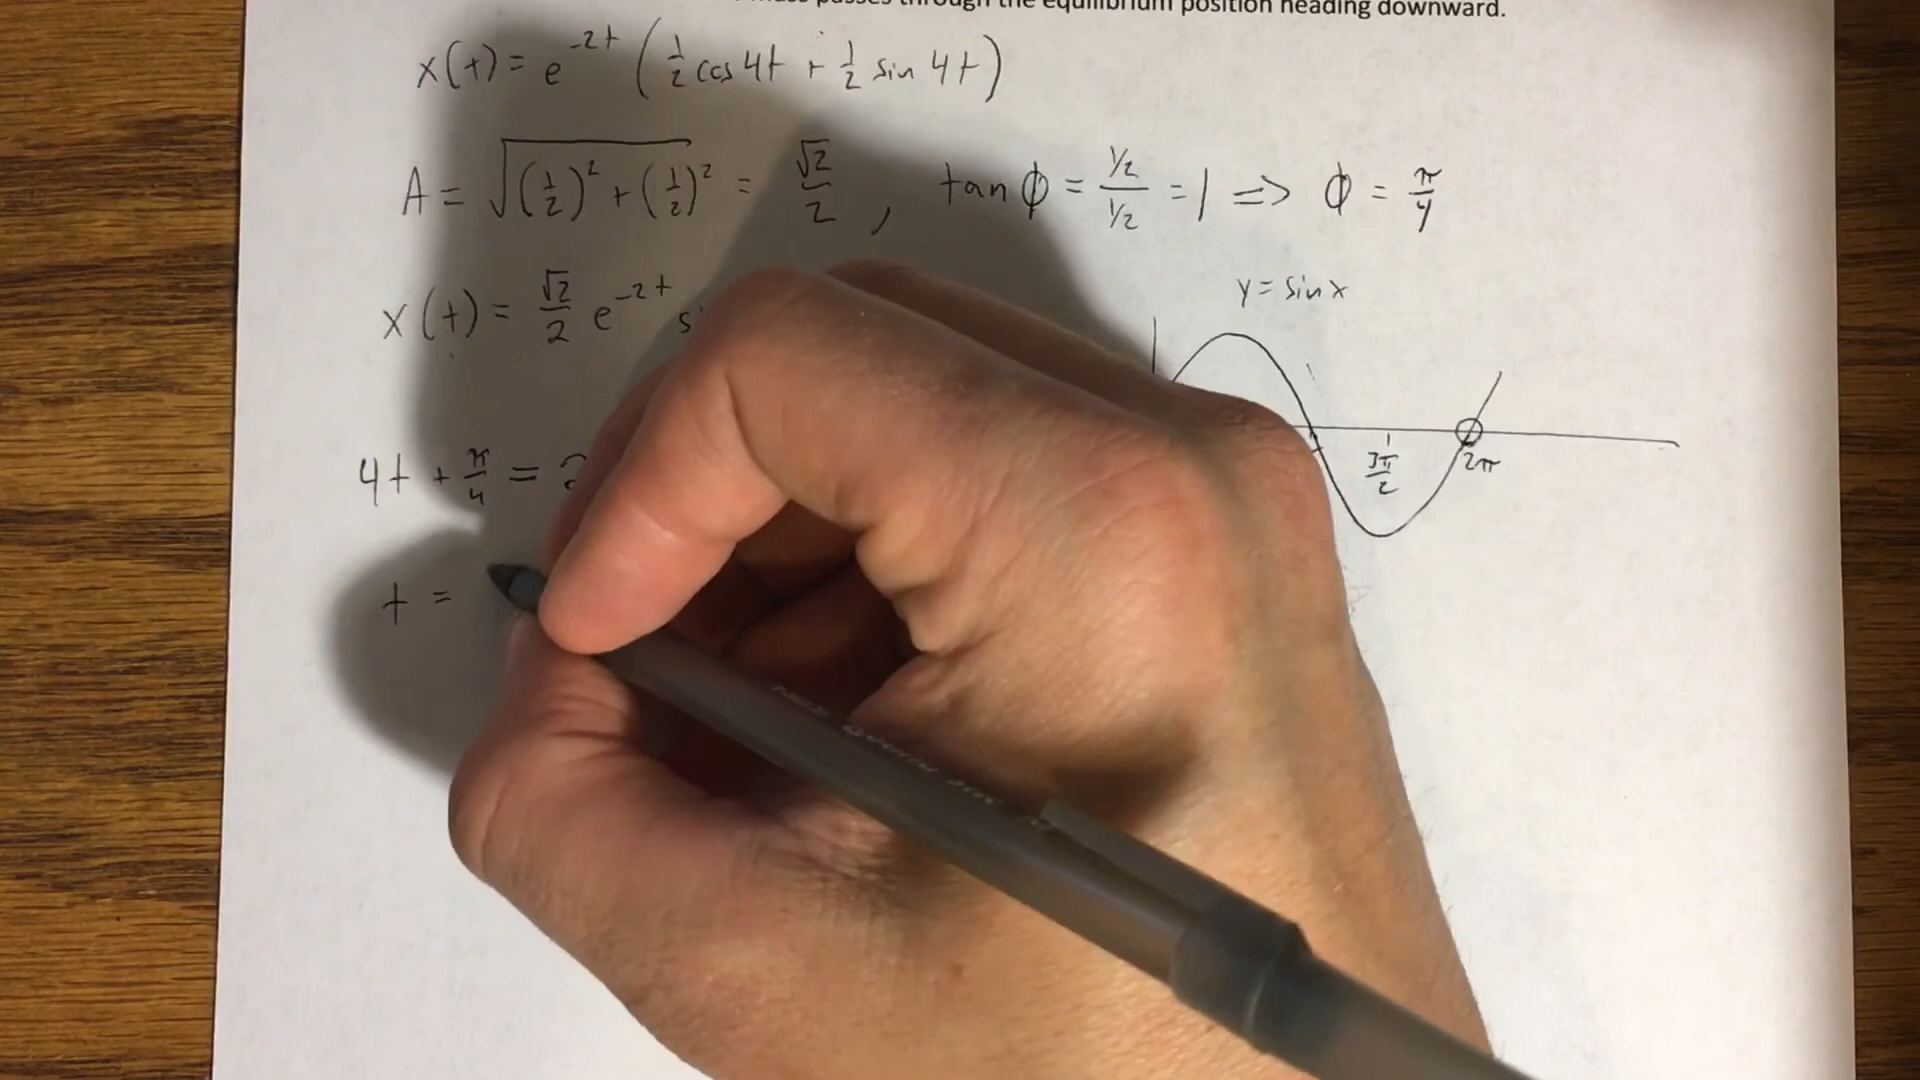 passes through the equilibrium position heading downward.
x(t) = e^{-2t} (1/2 cos 4t + 1/2 sin 4t)
A = √((1/2)² + (1/2)²) = √2/2 , tan ϕ = (1/2)/(1/2) = 1 => ϕ = π/4
y = sin x
x(t) = √2/2 e^{-2t}
4t + π/4 = 2
3π/2 2π
t =